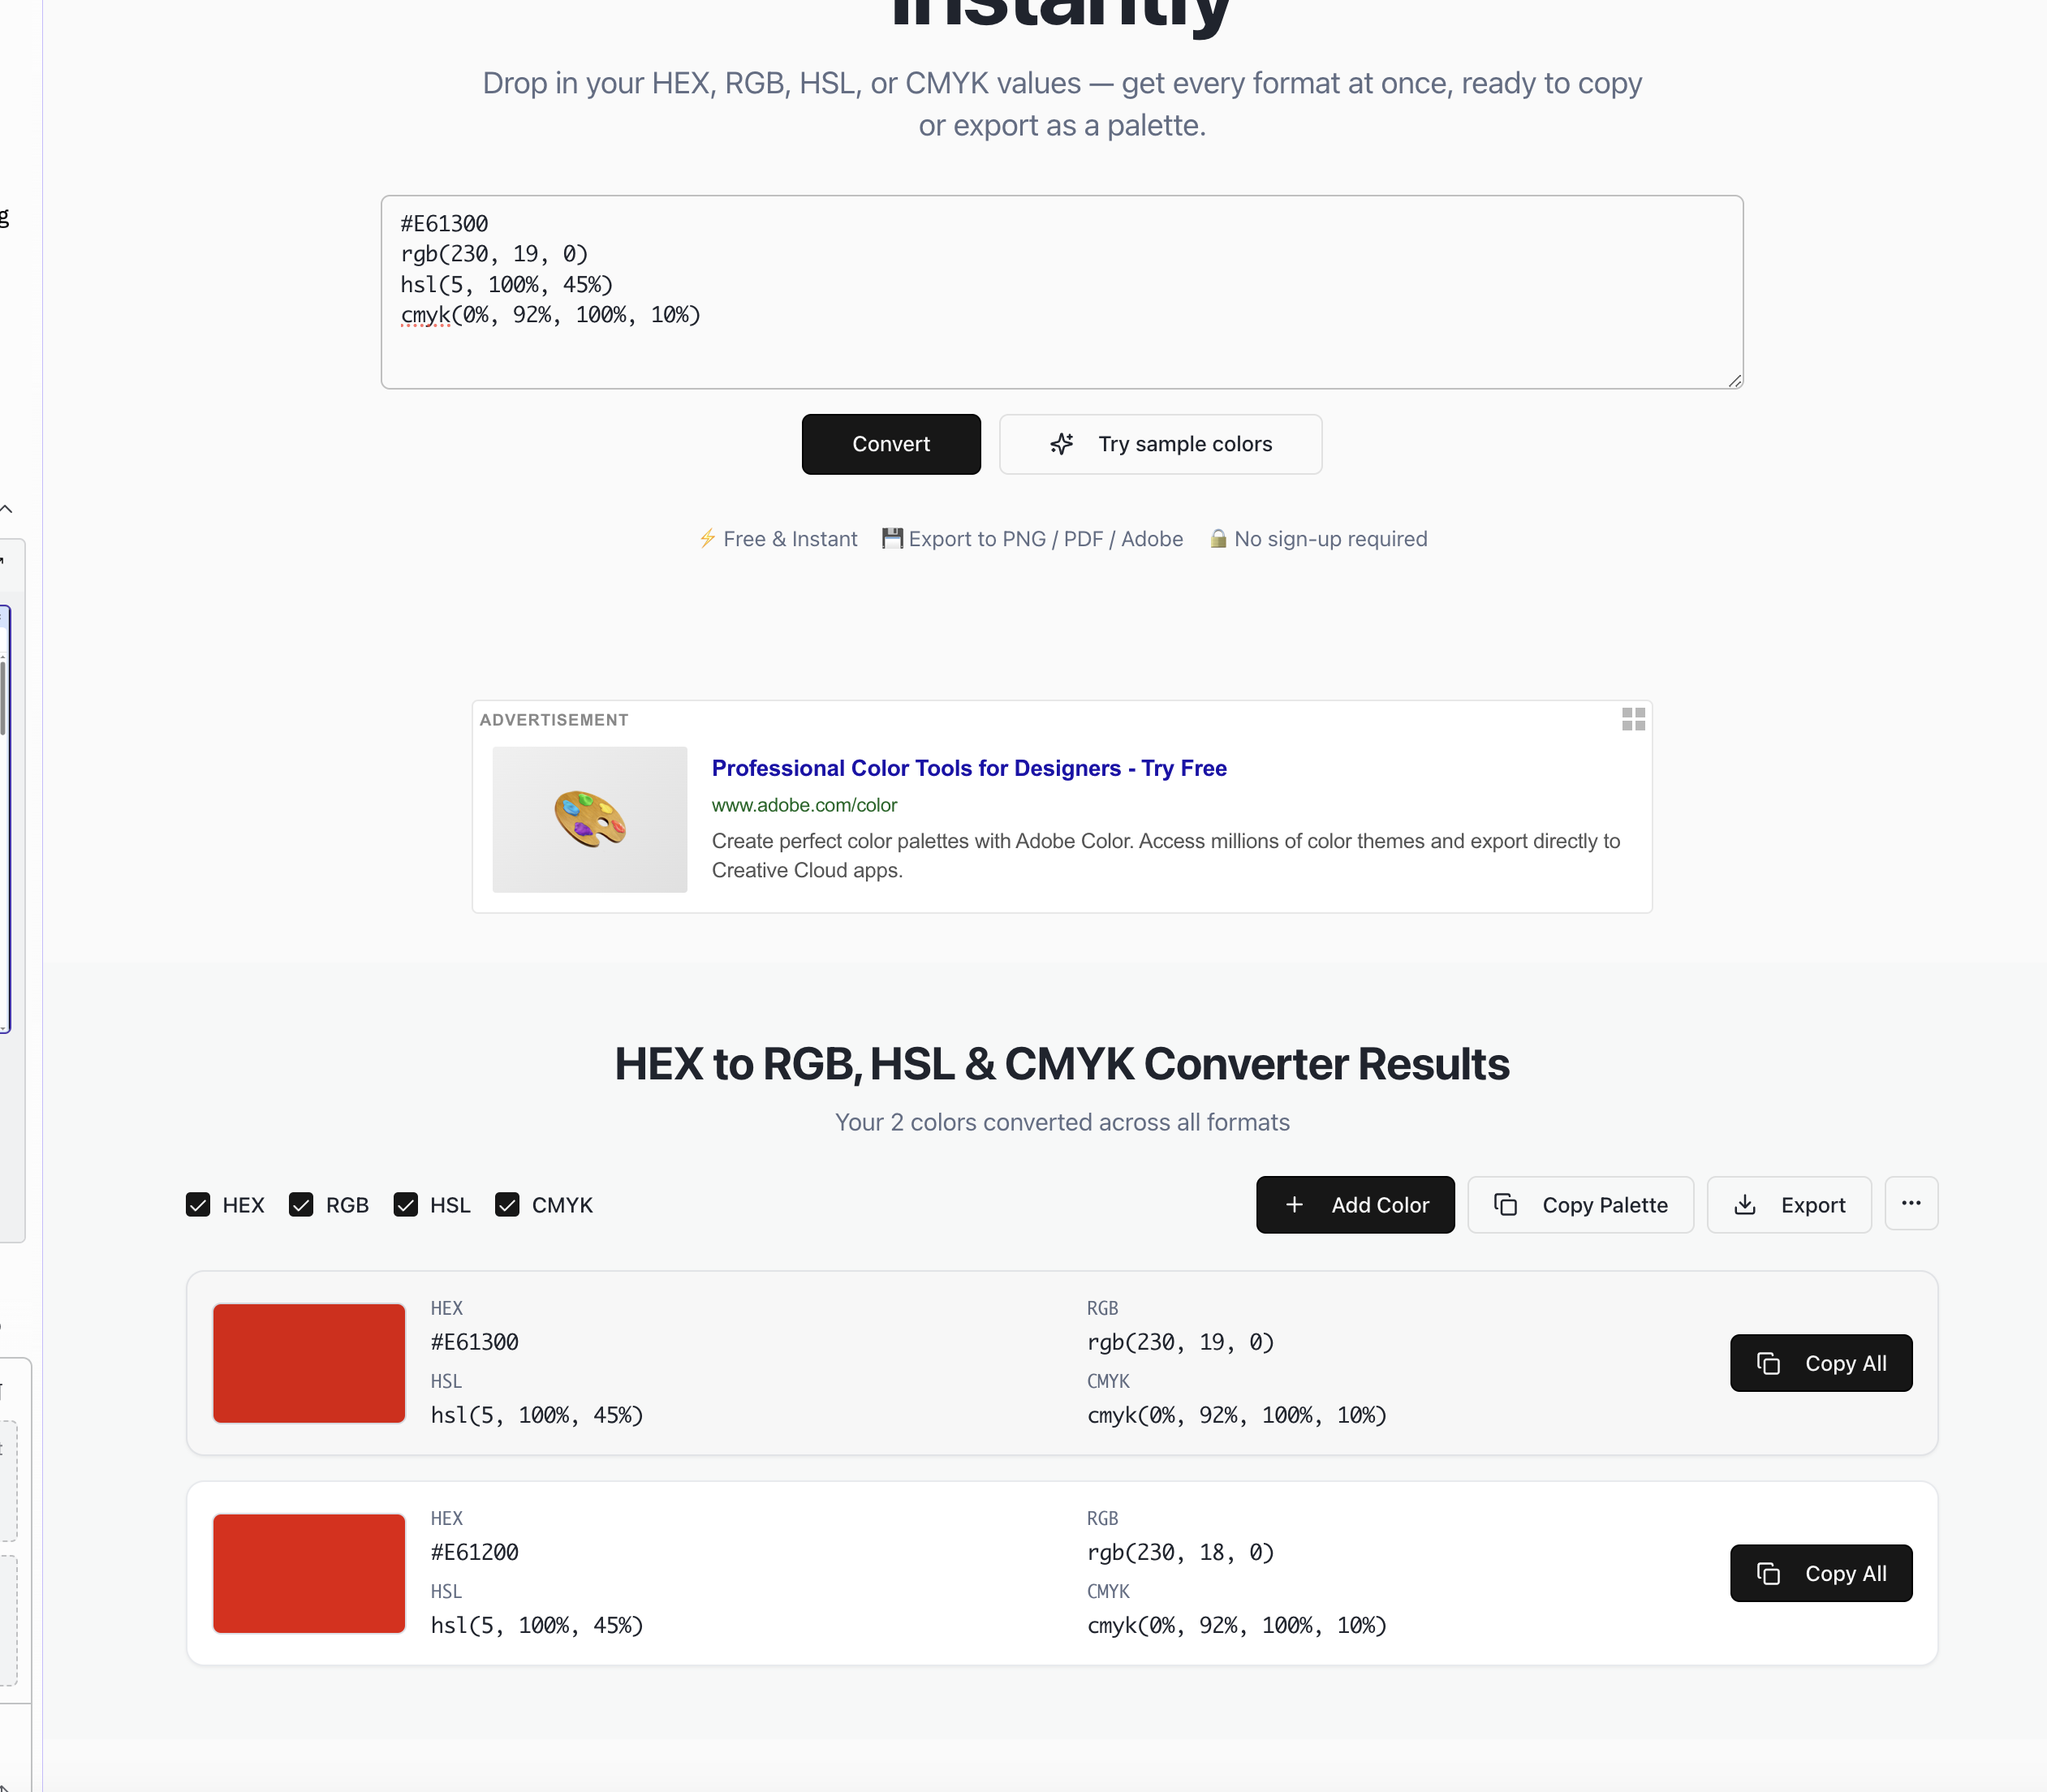 instantly
Drop in your HEX, RGB, HSL, or CMYK values — get every format at once, ready to copy
or export as a palette.
g
#E61300
rgb(230, 19, 0)
hsl(5, 100%, 45%)
cmyk(0%, 92%, 100%, 10%)
Convert
Try sample colors
⚡ Free & Instant 💾 Export to PNG / PDF / Adobe 🔒 No sign-up required
ADVERTISEMENT
Professional Color Tools for Designers - Try Free
www.adobe.com/color
Create perfect color palettes with Adobe Color. Access millions of color themes and export directly to
Creative Cloud apps.
HEX to RGB, HSL & CMYK Converter Results
Your 2 colors converted across all formats
HEX RGB HSL CMYK
Add Color Copy Palette Export ...
HEX RGB
#E61300 rgb(230, 19, 0)
HSL CMYK
hsl(5, 100%, 45%) cmyk(0%, 92%, 100%, 10%)
Copy All
HEX RGB
#E61200 rgb(230, 18, 0)
HSL CMYK
hsl(5, 100%, 45%) cmyk(0%, 92%, 100%, 10%)
Copy All